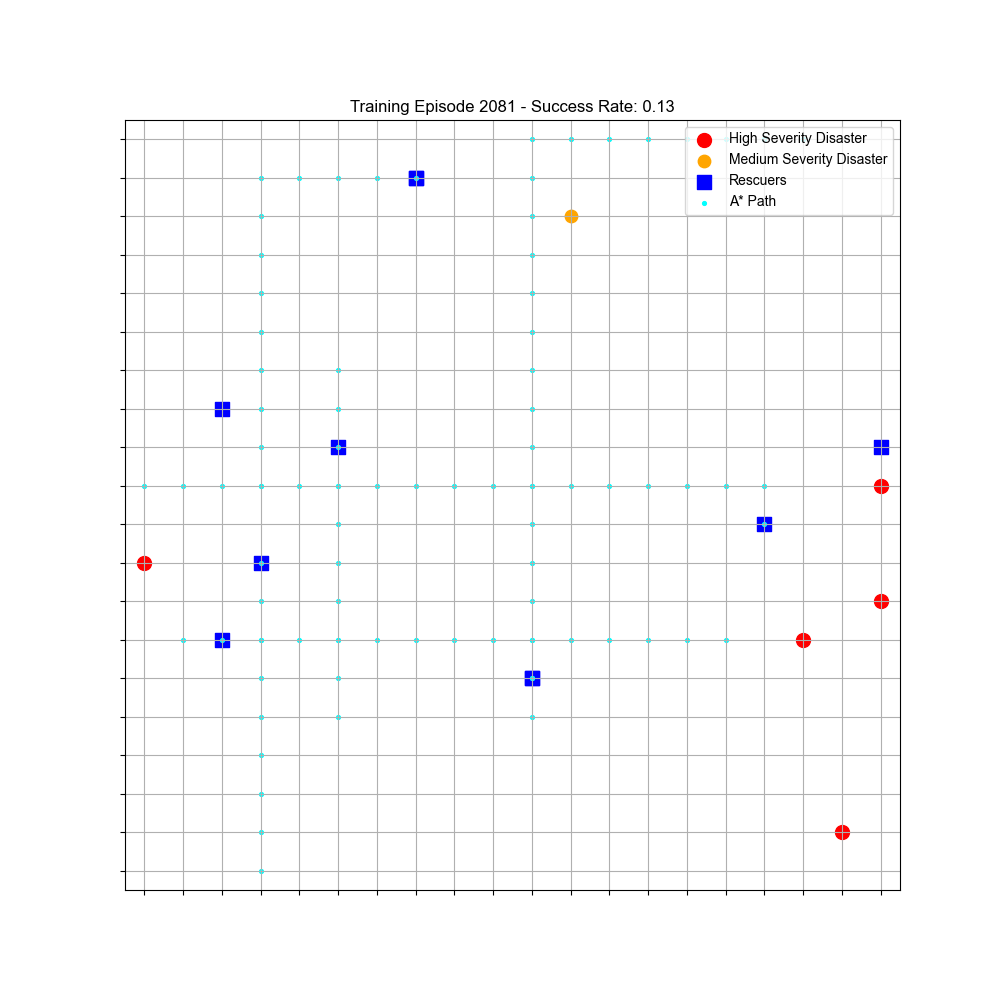 Training Episode 2081 - Success Rate: 0.13
High Severity Disaster
Medium Severity Disaster
Rescuers
A* Path